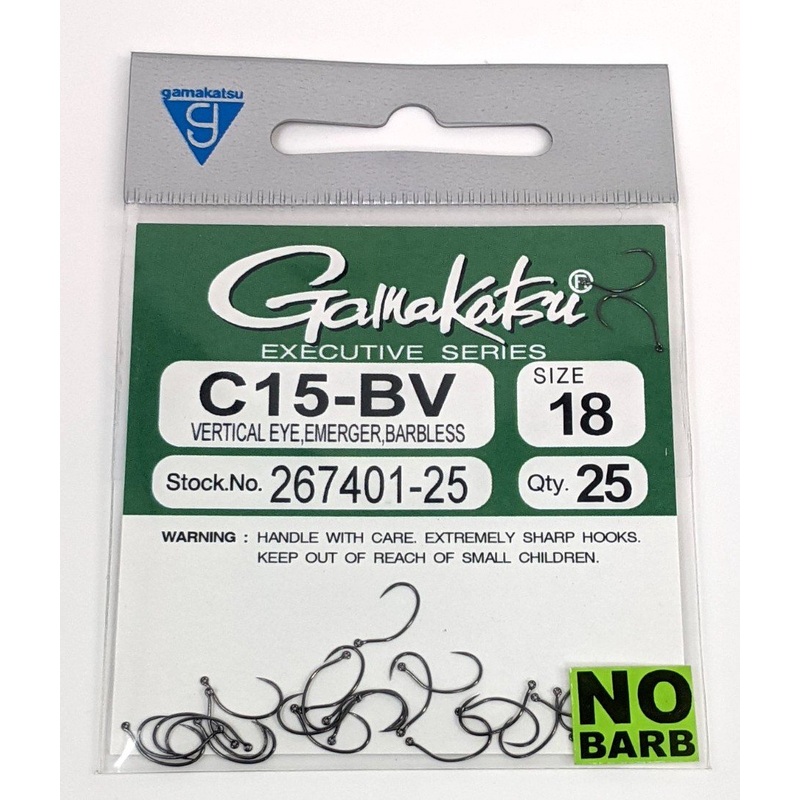 gamakatsu
g
Gamakatsu®
EXECUTIVE SERIES
C15-BV
VERTICAL EYE,EMERGER,BARBLESS
SIZE
18
Stock.No. 267401-25
Qty. 25
WARNING : HANDLE WITH CARE. EXTREMELY SHARP HOOKS.
KEEP OUT OF REACH OF SMALL CHILDREN.
NO
BARB